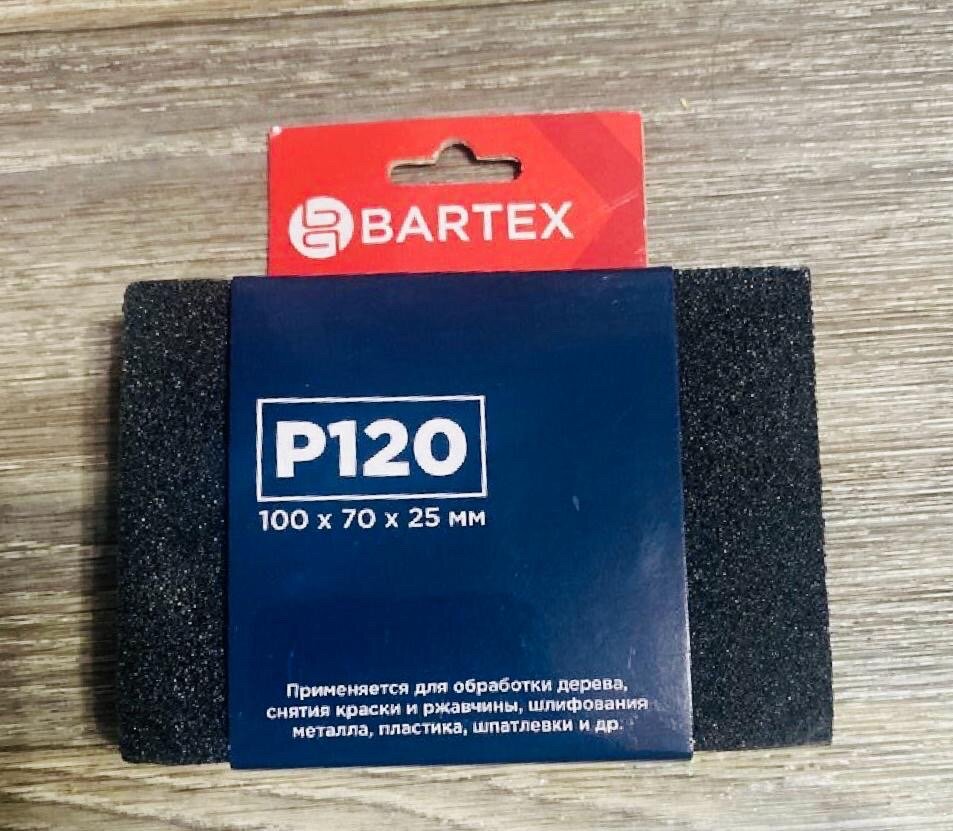 BARTEX
P120
100 x 70 x 25 мм
Применяется для обработки дерева,
снятия краски и ржавчины, шлифования
металла, пластика, шпатлевки и др.